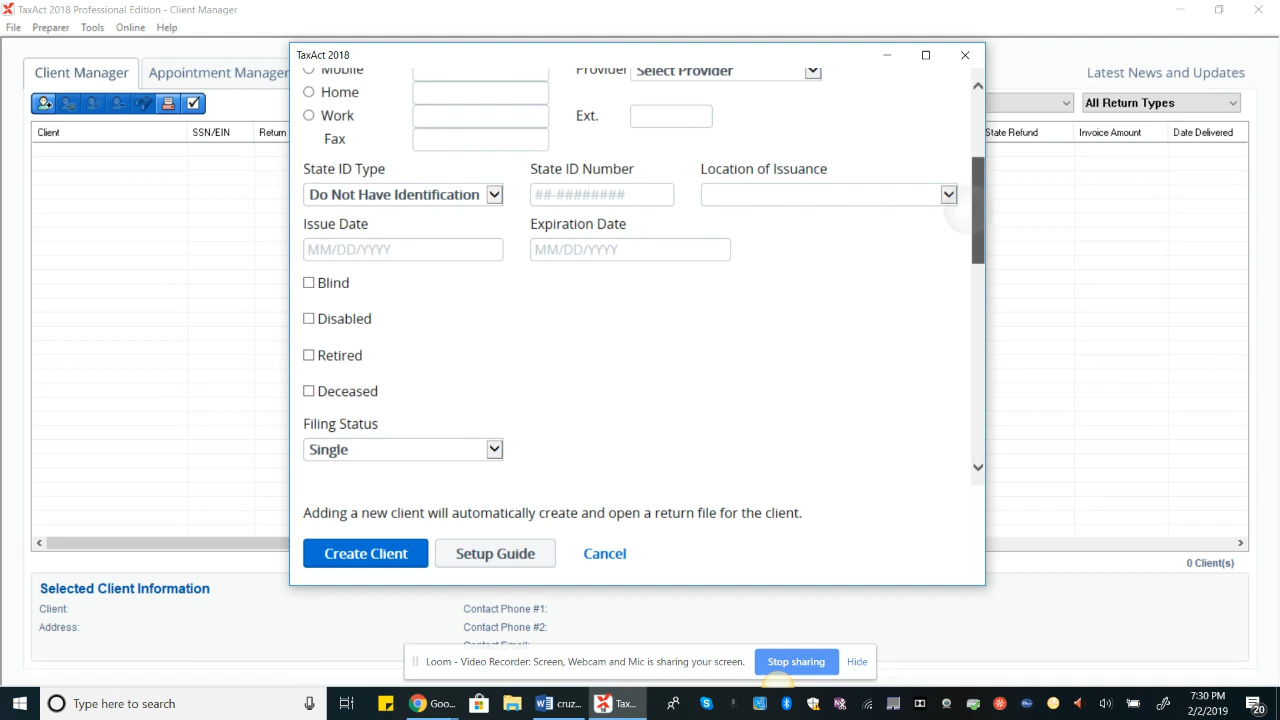 TaxAct 2018 Professional Edition - Client Manager
File Preparer Tools Online Help
Client Manager Appointment Manager Latest News and Updates
All Return Types
Client SSN/EIN Return State Refund Invoice Amount Date Delivered
TaxAct 2018
Mobile Provider Select Provider
Home
Work Ext.
Fax
State ID Type State ID Number Location of Issuance
Do Not Have Identification ##-########
Issue Date Expiration Date
MM/DD/YYYY MM/DD/YYYY
Blind
Disabled
Retired
Deceased
Filing Status
Single
Adding a new client will automatically create and open a return file for the client.
Create Client Setup Guide Cancel
0 Client(s)
Selected Client Information
Client: Contact Phone #1:
Address: Contact Phone #2:
Contact Email:
Loom - Video Recorder: Screen, Webcam and Mic is sharing your screen. Stop sharing Hide
Type here to search Goo... cruz... Tax... 7:30 PM
2/2/2019 20